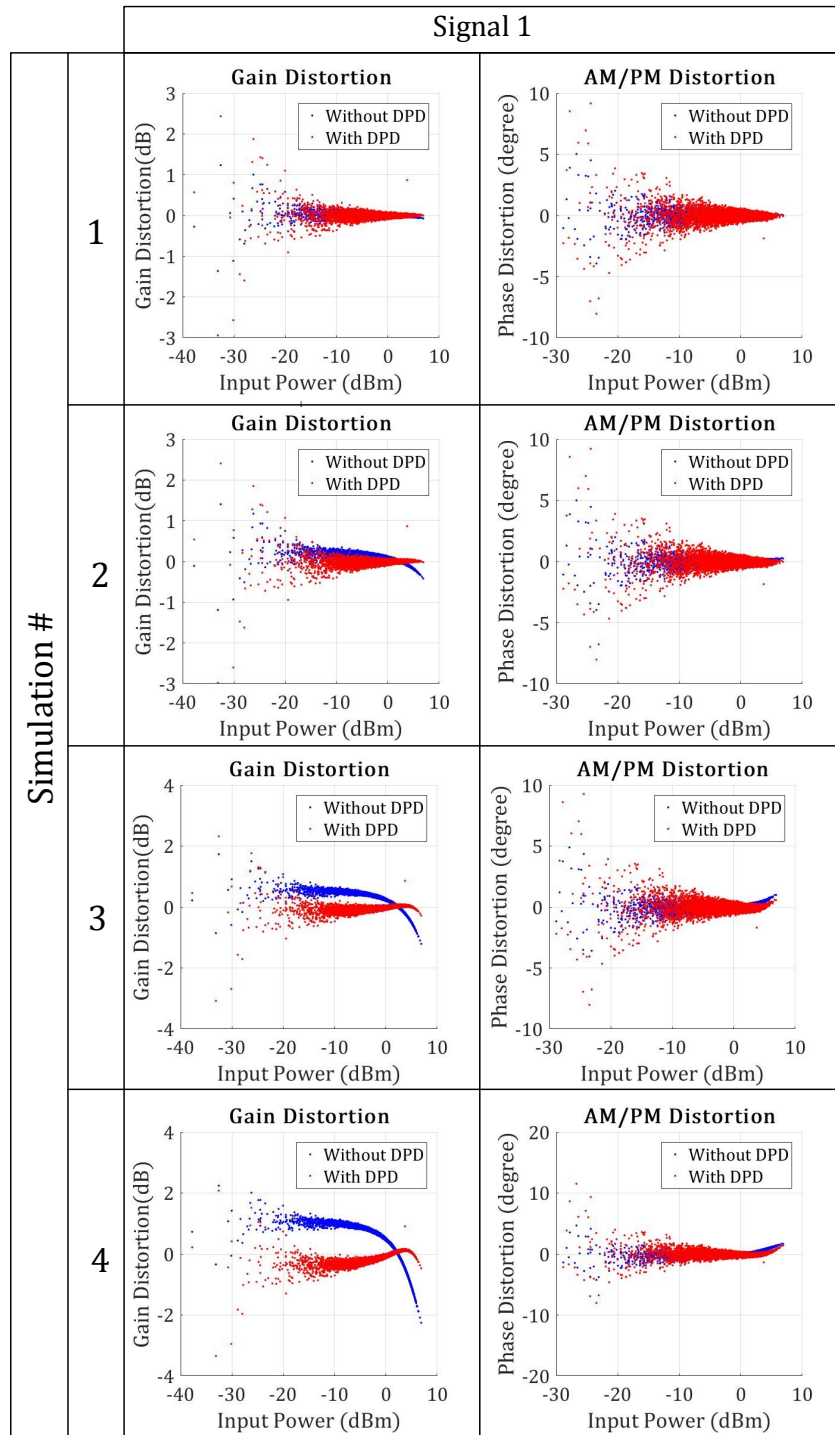 Signal 1
Simulation #
1
Gain Distortion
Gain Distortion(dB)
3
2
1
0
-1
-2
-3
Without DPD
With DPD
-40 -30 -20 -10 0 10
Input Power (dBm)
AM/PM Distortion
Phase Distortion (degree)
10
5
0
-5
-10
Without DPD
With DPD
-30 -20 -10 0 10
Input Power (dBm)
2
Gain Distortion
Gain Distortion(dB)
3
2
1
0
-1
-2
-3
Without DPD
With DPD
-40 -30 -20 -10 0 10
Input Power (dBm)
AM/PM Distortion
Phase Distortion (degree)
10
5
0
-5
-10
Without DPD
With DPD
-30 -20 -10 0 10
Input Power (dBm)
3
Gain Distortion
Gain Distortion(dB)
4
2
0
-2
-4
Without DPD
With DPD
-40 -30 -20 -10 0 10
Input Power (dBm)
AM/PM Distortion
Phase Distortion (degree)
10
5
0
-5
-10
Without DPD
With DPD
-30 -20 -10 0 10
Input Power (dBm)
4
Gain Distortion
Gain Distortion(dB)
4
2
0
-2
-4
Without DPD
With DPD
-40 -30 -20 -10 0 10
Input Power (dBm)
AM/PM Distortion
Phase Distortion (degree)
20
10
0
-10
-20
Without DPD
With DPD
-30 -20 -10 0 10
Input Power (dBm)